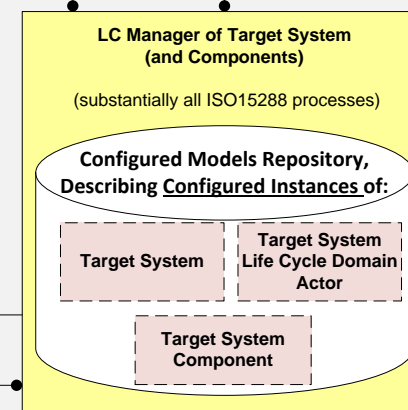 LC Manager of Target System
(and Components)
(substantially all ISO15288 processes)
Configured Models Repository,
Describing Configured Instances of:
Target System
Target System
Life Cycle Domain
Actor
Target System
Component